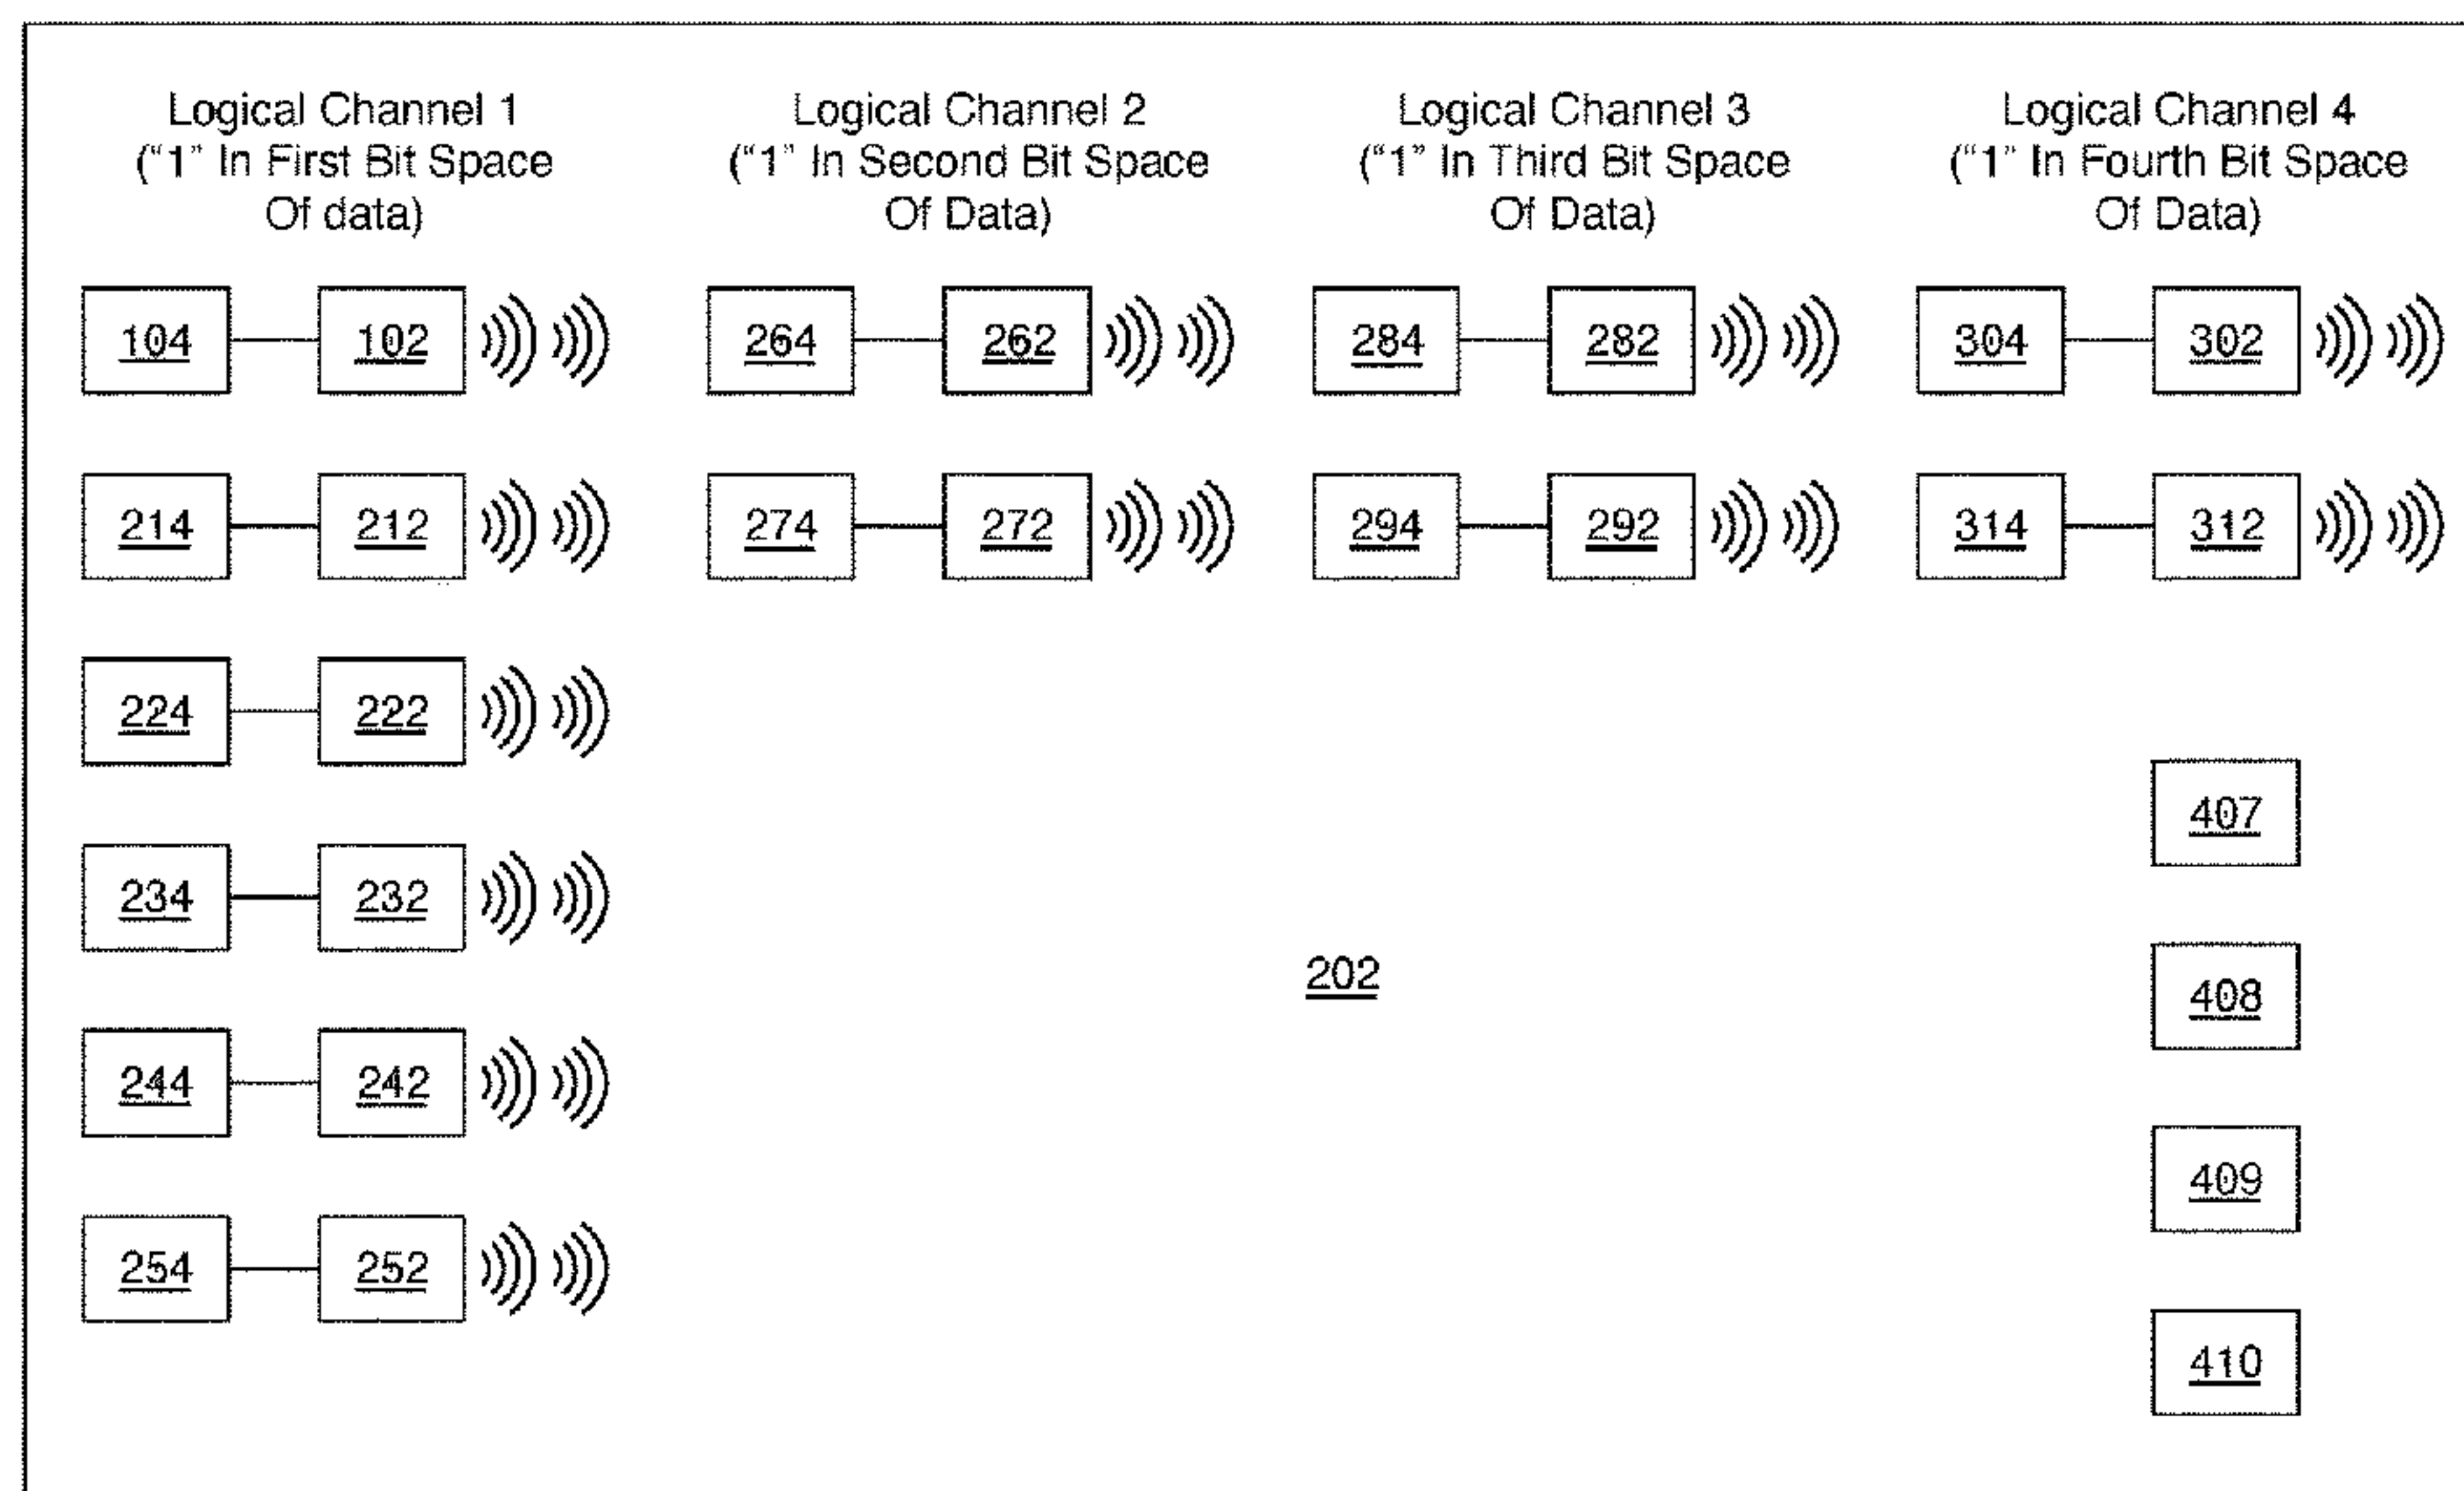 Logical Channel 1
("1" In First Bit Space
Of data)
Logical Channel 2
("1" In Second Bit Space
Of Data)
Logical Channel 3
("1" In Third Bit Space
Of Data)
Logical Channel 4
("1" In Fourth Bit Space
Of Data)
104 102 264 262 284 282 304 302
214 212 274 272 294 292 314 312
224 222
407
234 232
202
408
244 242
409
254 252
410